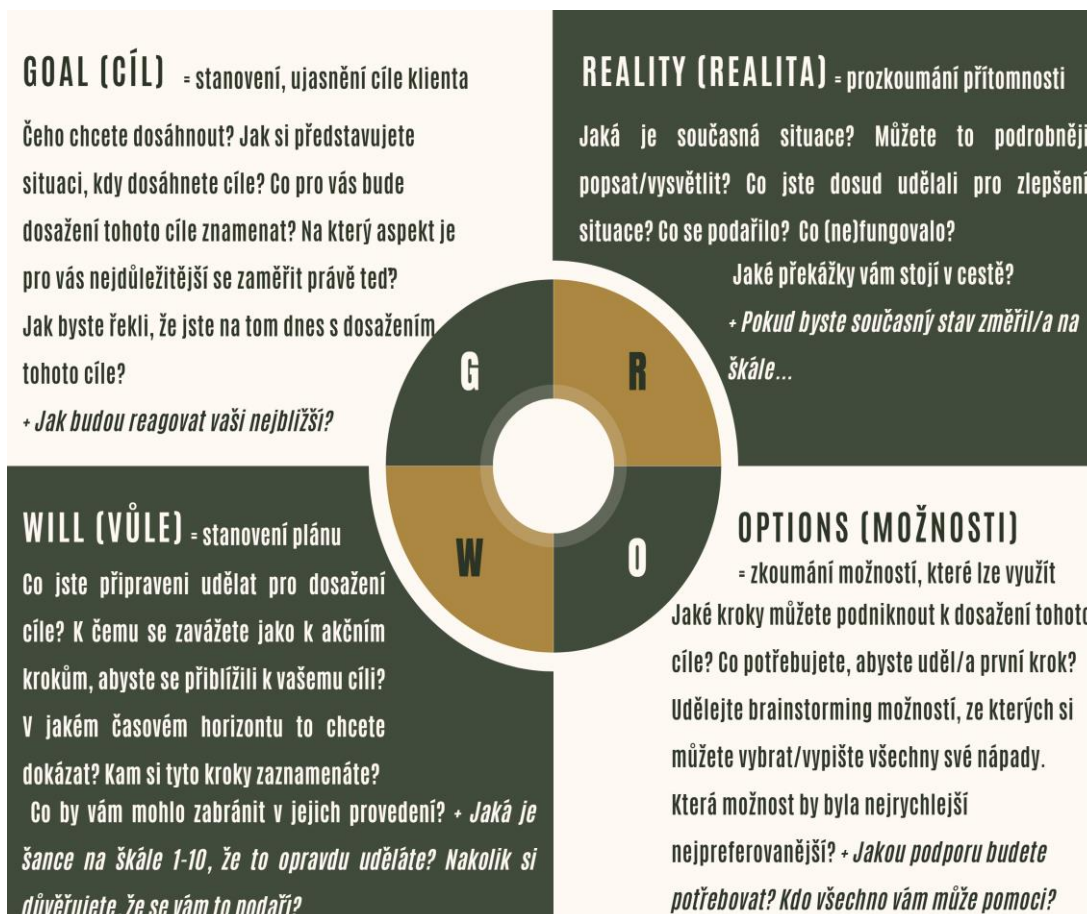 GOAL (CÍL) = stanovení, ujasnění cíle klienta
Čeho chcete dosáhnout? Jak si představujete
situaci, kdy dosáhnete cíle? Co pro vás bude
dosažení tohoto cíle znamenat? Na který aspekt je
pro vás nejdůležitější se zaměřit právě teď?
Jak byste řekli, že jste na tom dnes s dosažením
tohoto cíle?
+ Jak budou reagovat vaši nejbližší?
REALITY (REALITA) = prozkoumání přítomnosti
Jaká je současná situace? Můžete to podrobněji
popsat/vysvětlit? Co jste dosud udělali pro zlepšení
situace? Co se podařilo? Co (ne)fungovalo?
Jaké překážky vám stojí v cestě?
+ Pokud byste současný stav změřil/a na
škále...
G
R
W
O
WILL (VŮLE) = stanovení plánu
Co jste připraveni udělat pro dosažení
cíle? K čemu se zavážete jako k akčním
krokům, abyste se přiblížili k vašemu cíli?
V jakém časovém horizontu to chcete
dokázat? Kam si tyto kroky zaznamenáte?
Co by vám mohlo zabránit v jejich provedení? + Jaká je
šance na škále 1-10, že to opravdu uděláte? Nakolik si
důvěřujete, že se vám to podaří?
OPTIONS (MOŽNOSTI)
= zkoumání možností, které lze využít
Jaké kroky můžete podniknout k dosažení tohoto
cíle? Co potřebujete, abyste uděl/a první krok?
Udělejte brainstorming možností, ze kterých si
můžete vybrat/vypište všechny své nápady.
Která možnost by byla nejrychlejší
nejpreferovanější? + Jakou podporu budete
potřebovat? Kdo všechno vám může pomoci?